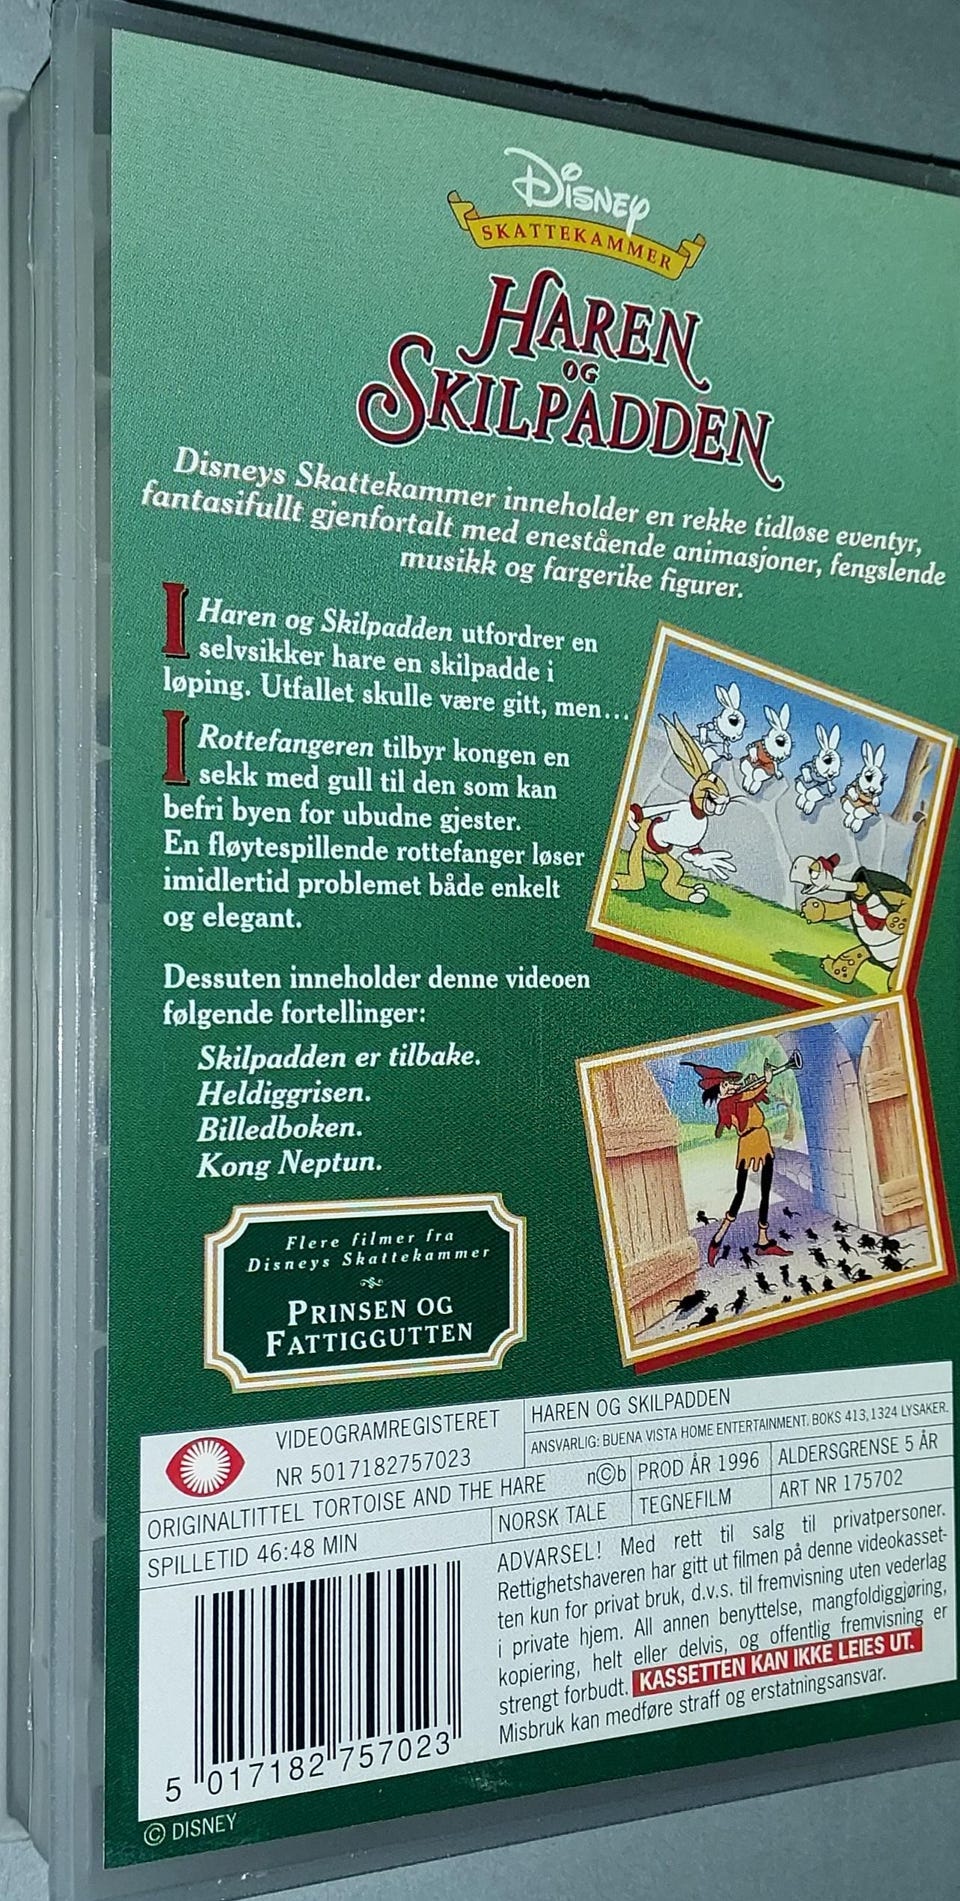 DISNEY
SKATTEKAMMER
HAREN
OG
SKILPADDEN
Disneys Skattekammer inneholder en rekke tidløse eventyr,
fantasifullt gjenfortalt med enestående animasjoner, fengslende
musikk og fargerike figurer.
I Haren og Skilpadden utfordrer en
selvsikker hare en skilpadde i
løping. Utfallet skulle være gitt, men...
I Rottefangeren tilbyr kongen en
sekk med gull til den som kan
befri byen for ubudne gjester.
En fløytespillende rottefanger løser
imidlertid problemet både enkelt
og elegant.
Dessuten inneholder denne videoen
følgende fortellinger:
Skilpadden er tilbake.
Heldiggrisen.
Billedboken.
Kong Neptun.
Flere filmer fra
Disneys Skattekammer
PRINSEN OG
FATTIGGUTTEN
VIDEOGRAMREGISTERET
NR 5017182757023
HAREN OG SKILPADDEN
ANSVARLIG: BUENA VISTA HOME ENTERTAINMENT. BOKS 413, 1324 LYSAKER.
ORIGINALTITTEL TORTOISE AND THE HARE n©b PROD ÅR 1996 ALDERSGRENSE 5 ÅR
SPILLETID 46:48 MIN NORSK TALE TEGNEFILM ART NR 175702
ADVARSEL! Med rett til salg til privatpersoner.
Rettighetshaveren har gitt ut filmen på denne videokasset-
ten kun for privat bruk, d.v.s. til fremvisning uten vederlag
i private hjem. All annen benyttelse, mangfoldiggjøring,
kopiering, helt eller delvis, og offentlig fremvisning er
strengt forbudt. KASSETTEN KAN IKKE LEIES UT.
Misbruk kan medføre straff og erstatningsansvar.
5 017182 757023
© DISNEY